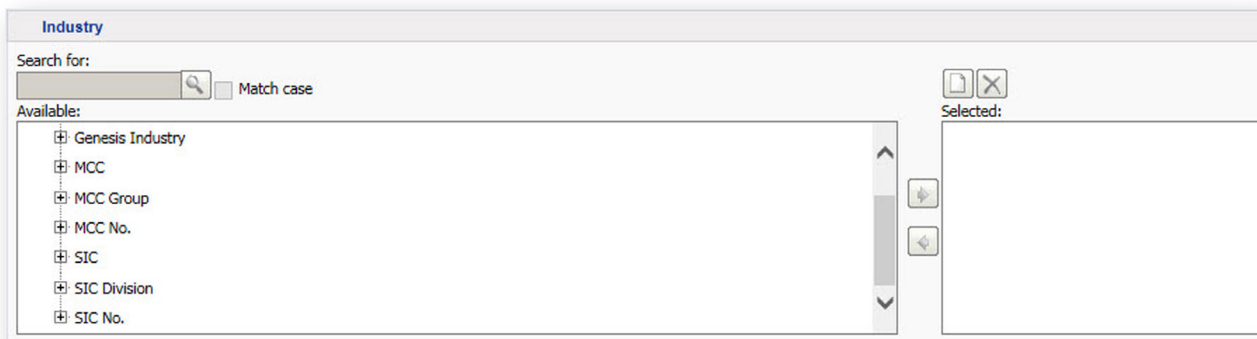 Industry
Search for:
Match case
Available:
Selected:
Genesis Industry
MCC
MCC Group
MCC No.
SIC
SIC Division
SIC No.